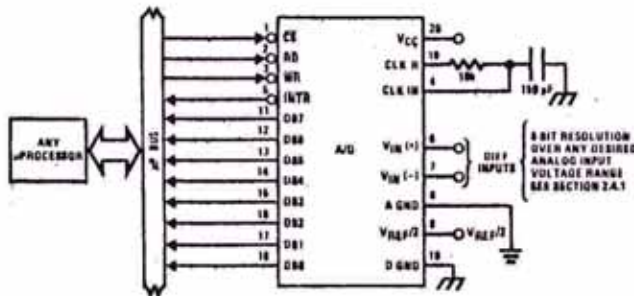 ANY
µPROCESSOR
µP BUS
1
2
3
5
11
12
13
14
15
16
17
18
CE
RD
WR
INTR
DB7
DB6
DB5
DB4
DB3
DB2
DB1
DB0
A/D
VCC
CLK R
CLK IN
VIN (+)
VIN (−)
A GND
VREF/2
D GND
20
19
4
6
7
8
9
10
10k
150 pF
DIFF
INPUTS
8 BIT RESOLUTION
OVER ANY DESIRED
ANALOG INPUT
VOLTAGE RANGE
SEE SECTION 2.4.1
VREF/2